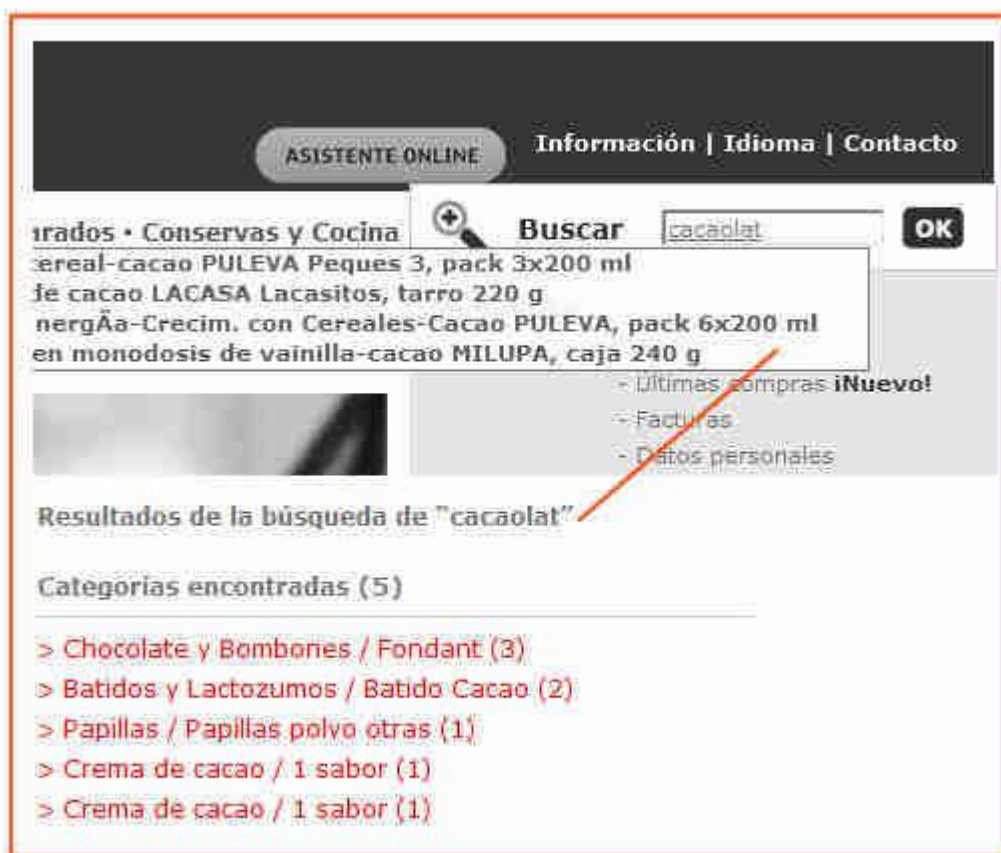 ASISTENTE ONLINE
Información | Idioma | Contacto
arados • Conservas y Cocina
Buscar cacaolat OK
cereal-cacao PULEVA Peques 3, pack 3x200 ml
de cacao LACASA Lacasitos, tarro 220 g
nergÃa-Crecim. con Cereales-Cacao PULEVA, pack 6x200 ml
en monodosis de vainilla-cacao MILUPA, caja 240 g
- Últimas compras ¡Nuevo!
- Facturas
- Datos personales
Resultados de la búsqueda de "cacaolat"
Categorías encontradas (5)
> Chocolate y Bombones / Fondant (3)
> Batidos y Lactozumos / Batido Cacao (2)
> Papillas / Papillas polvo otras (1)
> Crema de cacao / 1 sabor (1)
> Crema de cacao / 1 sabor (1)